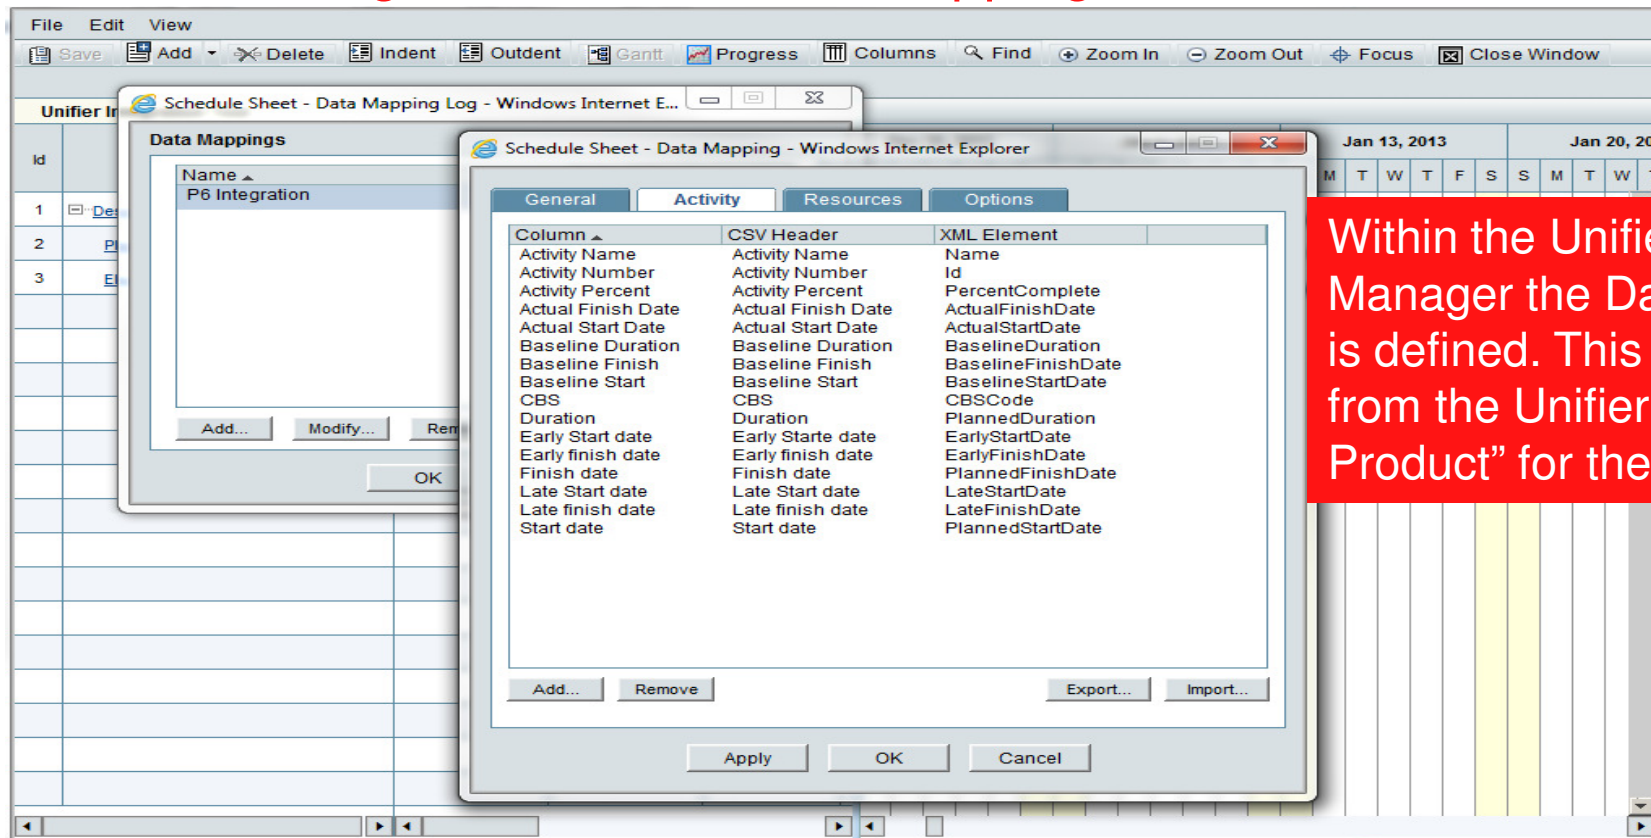 File Edit View
Save Add Delete Indent Outdent Gantt Progress Columns Find Zoom In Zoom Out Focus Close Window
Unifier
Schedule Sheet - Data Mapping Log - Windows Internet E...
Data Mappings
Name
P6 Integration
Add... Modify...
OK
Id
1
2
3
Schedule Sheet - Data Mapping - Windows Internet Explorer
General Activity Resources Options
Column CSV Header XML Element
Activity Name Activity Name Name
Activity Number Activity Number Id
Activity Percent Activity Percent PercentComplete
Actual Finish Date Actual Finish Date ActualFinishDate
Actual Start Date Actual Start Date ActualStartDate
Baseline Duration Baseline Duration BaselineDuration
Baseline Finish Baseline Finish BaselineFinishDate
Baseline Start Baseline Start BaselineStartDate
CBS CBS CBSCode
Duration Duration PlannedDuration
Early Start date Early Starte date EarlyStartDate
Early finish date Early finish date EarlyFinishDate
Finish date Finish date PlannedFinishDate
Late Start date Late Start date LateStartDate
Late finish date Late finish date LateFinishDate
Start date Start date PlannedStartDate
Add... Remove Export... Import...
Apply OK Cancel
Jan 13, 2013 Jan 20, 20
M T W T F S S M T W
Within the Unifie
Manager the Da
is defined. This
from the Unifier
Product” for the